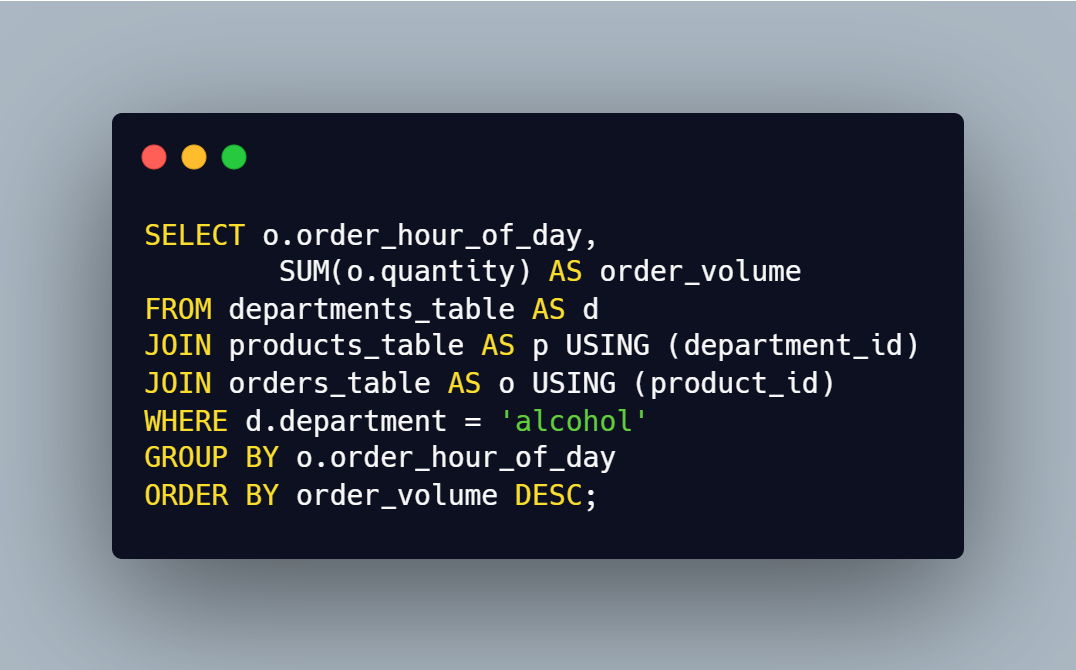 SELECT o.order_hour_of_day,
        SUM(o.quantity) AS order_volume
FROM departments_table AS d
JOIN products_table AS p USING (department_id)
JOIN orders_table AS o USING (product_id)
WHERE d.department = 'alcohol'
GROUP BY o.order_hour_of_day
ORDER BY order_volume DESC;